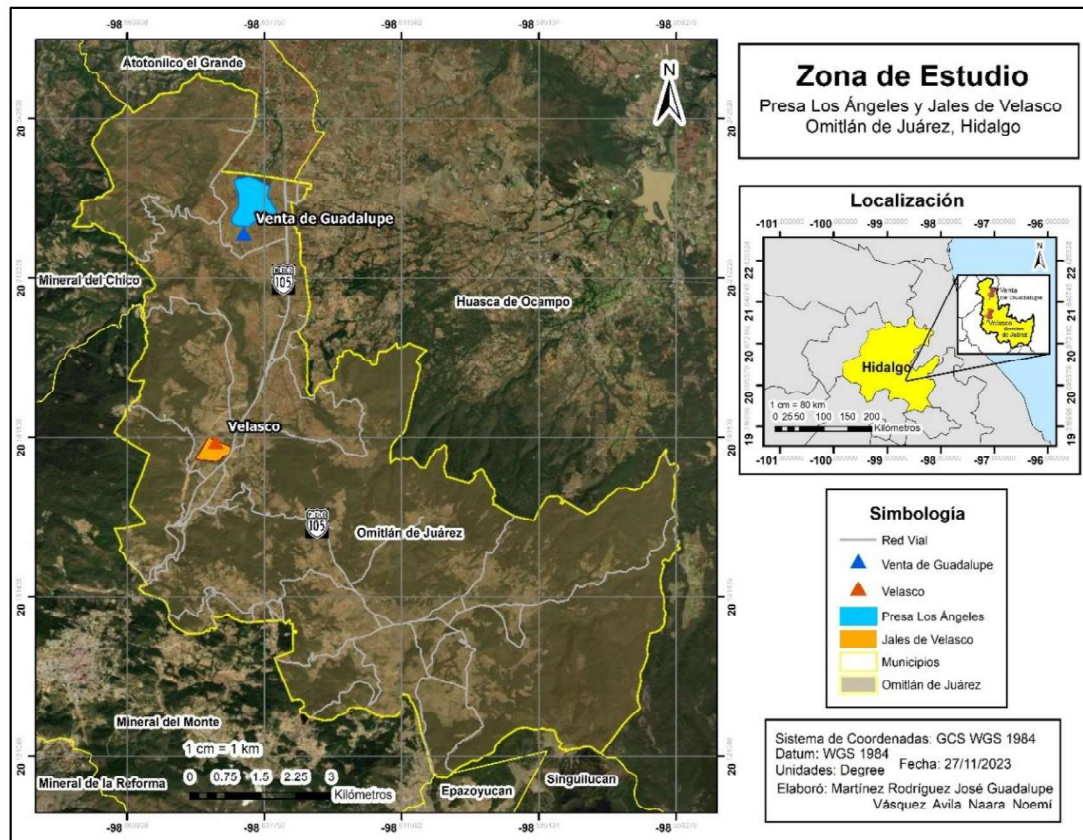 Zona de Estudio
Presa Los Ángeles y Jales de Velasco
Omitlán de Juárez, Hidalgo
Atotonilco el Grande
N
Venta de Guadalupe
Mineral del Chico
105
Huasca de Ocampo
Velasco
105
Omitlán de Juárez
Mineral del Monte
1 cm = 1 km
0 0.75 1.5 2.25 3
Kilómetros
Mineral de la Reforma
Epazoyucan
Singuilucan
Localización
-101 -100 -99 -98 -97 -96
N
Venta de Guadalupe
Velasco
Hidalgo
1 cm = 80 km
0 25 50 100 150 200
Kilómetros
-101 -100 -99 -98 -97 -96
Simbología
Red Vial
Venta de Guadalupe
Velasco
Presa Los Ángeles
Jales de Velasco
Municipios
Omitlán de Juárez
Sistema de Coordenadas: GCS WGS 1984
Datum: WGS 1984
Fecha: 27/11/2023
Unidades: Degree
Elaboró: Martínez Rodríguez José Guadalupe
Vásquez Avila Naara Noemí